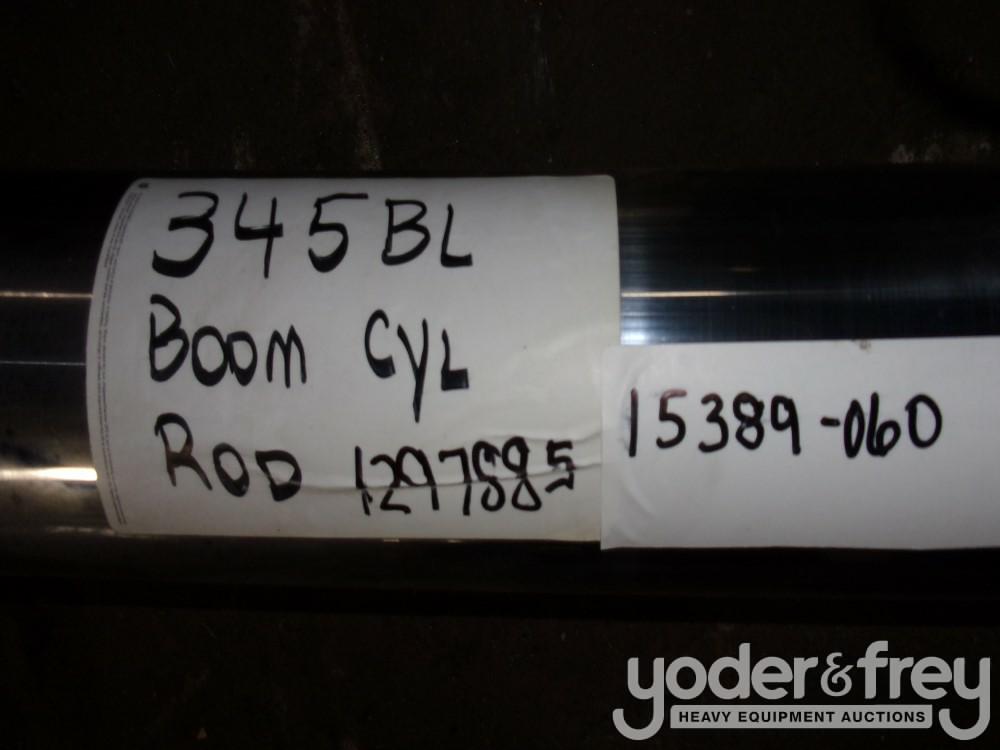 345BL
BOOM CYL
ROD 1297885
15389-060
yoder&frey
HEAVY EQUIPMENT AUCTIONS